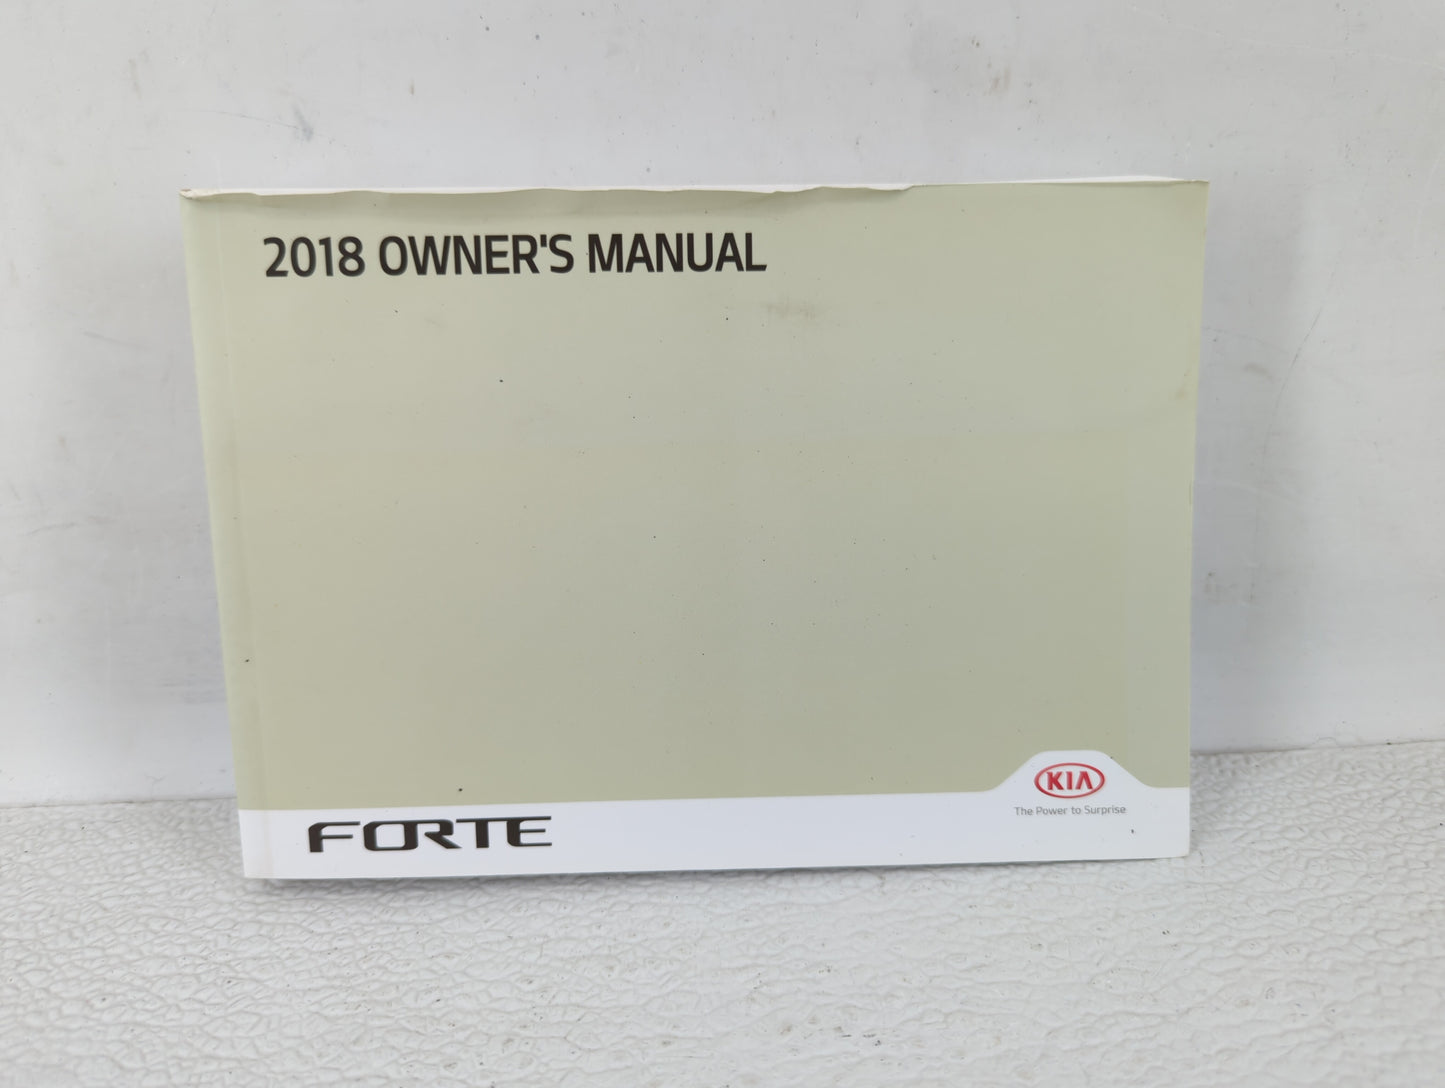 2018 OWNER'S MANUAL
KIA
The Power to Surprise
FORTE